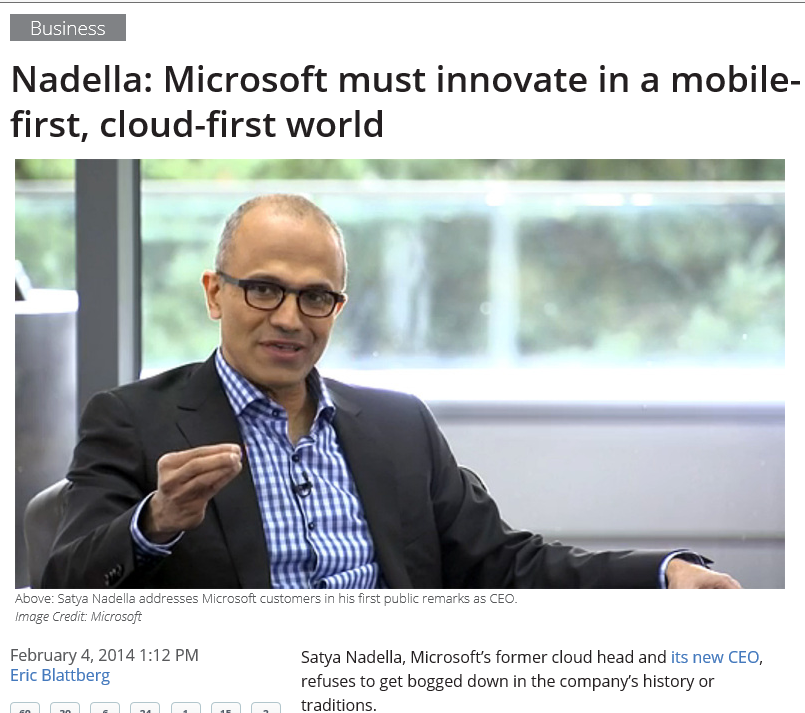 Business
Nadella: Microsoft must innovate in a mobile-
first, cloud-first world
Above: Satya Nadella addresses Microsoft customers in his first public remarks as CEO.
Image Credit: Microsoft
February 4, 2014 1:12 PM
Eric Blattberg
Satya Nadella, Microsoft’s former cloud head and its new CEO,
refuses to get bogged down in the company’s history or
traditions.